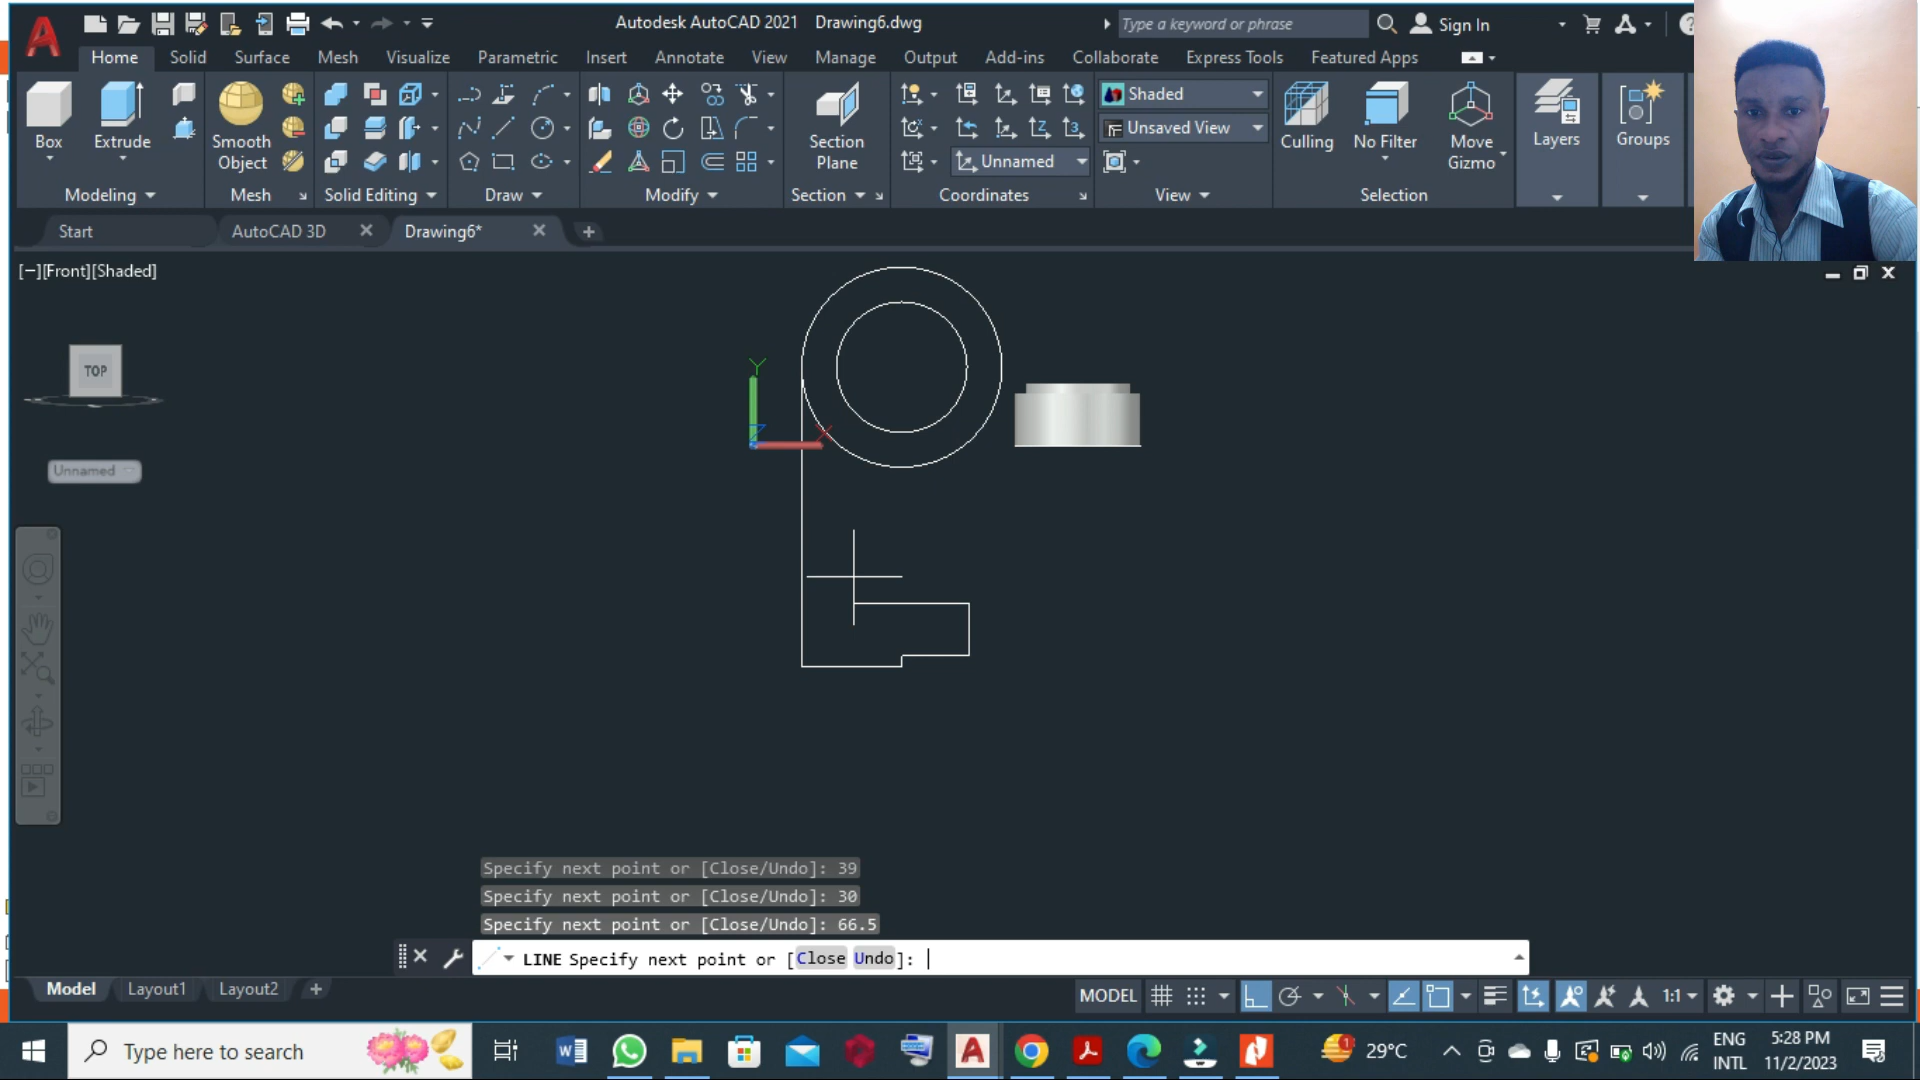 Autodesk AutoCAD 2021 Drawing6.dwg
Type a keyword or phrase
Sign In
Home Solid Surface Mesh Visualize Parametric Insert Annotate View Manage Output Add-ins Collaborate Express Tools Featured Apps
Box
Extrude
Smooth Object
Section Plane
Shaded
Unsaved View
Unnamed
Culling
No Filter
Move Gizmo
Layers
Groups
Modeling Mesh Solid Editing Draw Modify Section Coordinates View Selection
Start AutoCAD 3D Drawing6*
[−][Front][Shaded]
TOP
Unnamed
Y
X
Z
Specify next point or [Close/Undo]: 39
Specify next point or [Close/Undo]: 30
Specify next point or [Close/Undo]: 66.5
LINE Specify next point or [Close Undo]:
Model Layout1 Layout2
MODEL
1:1
Type here to search
29°C
ENG
INTL
5:28 PM
11/2/2023